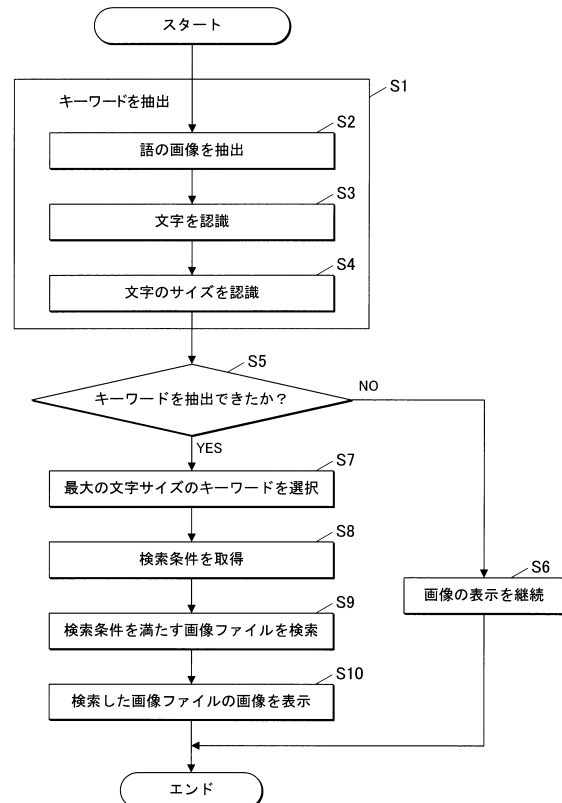 スタート
S1
キーワードを抽出
S2
語の画像を抽出
S3
文字を認識
S4
文字のサイズを認識
S5
キーワードを抽出できたか？
NO
YES
S7
最大の文字サイズのキーワードを選択
S8
検索条件を取得
S6
画像の表示を継続
S9
検索条件を満たす画像ファイルを検索
S10
検索した画像ファイルの画像を表示
エンド